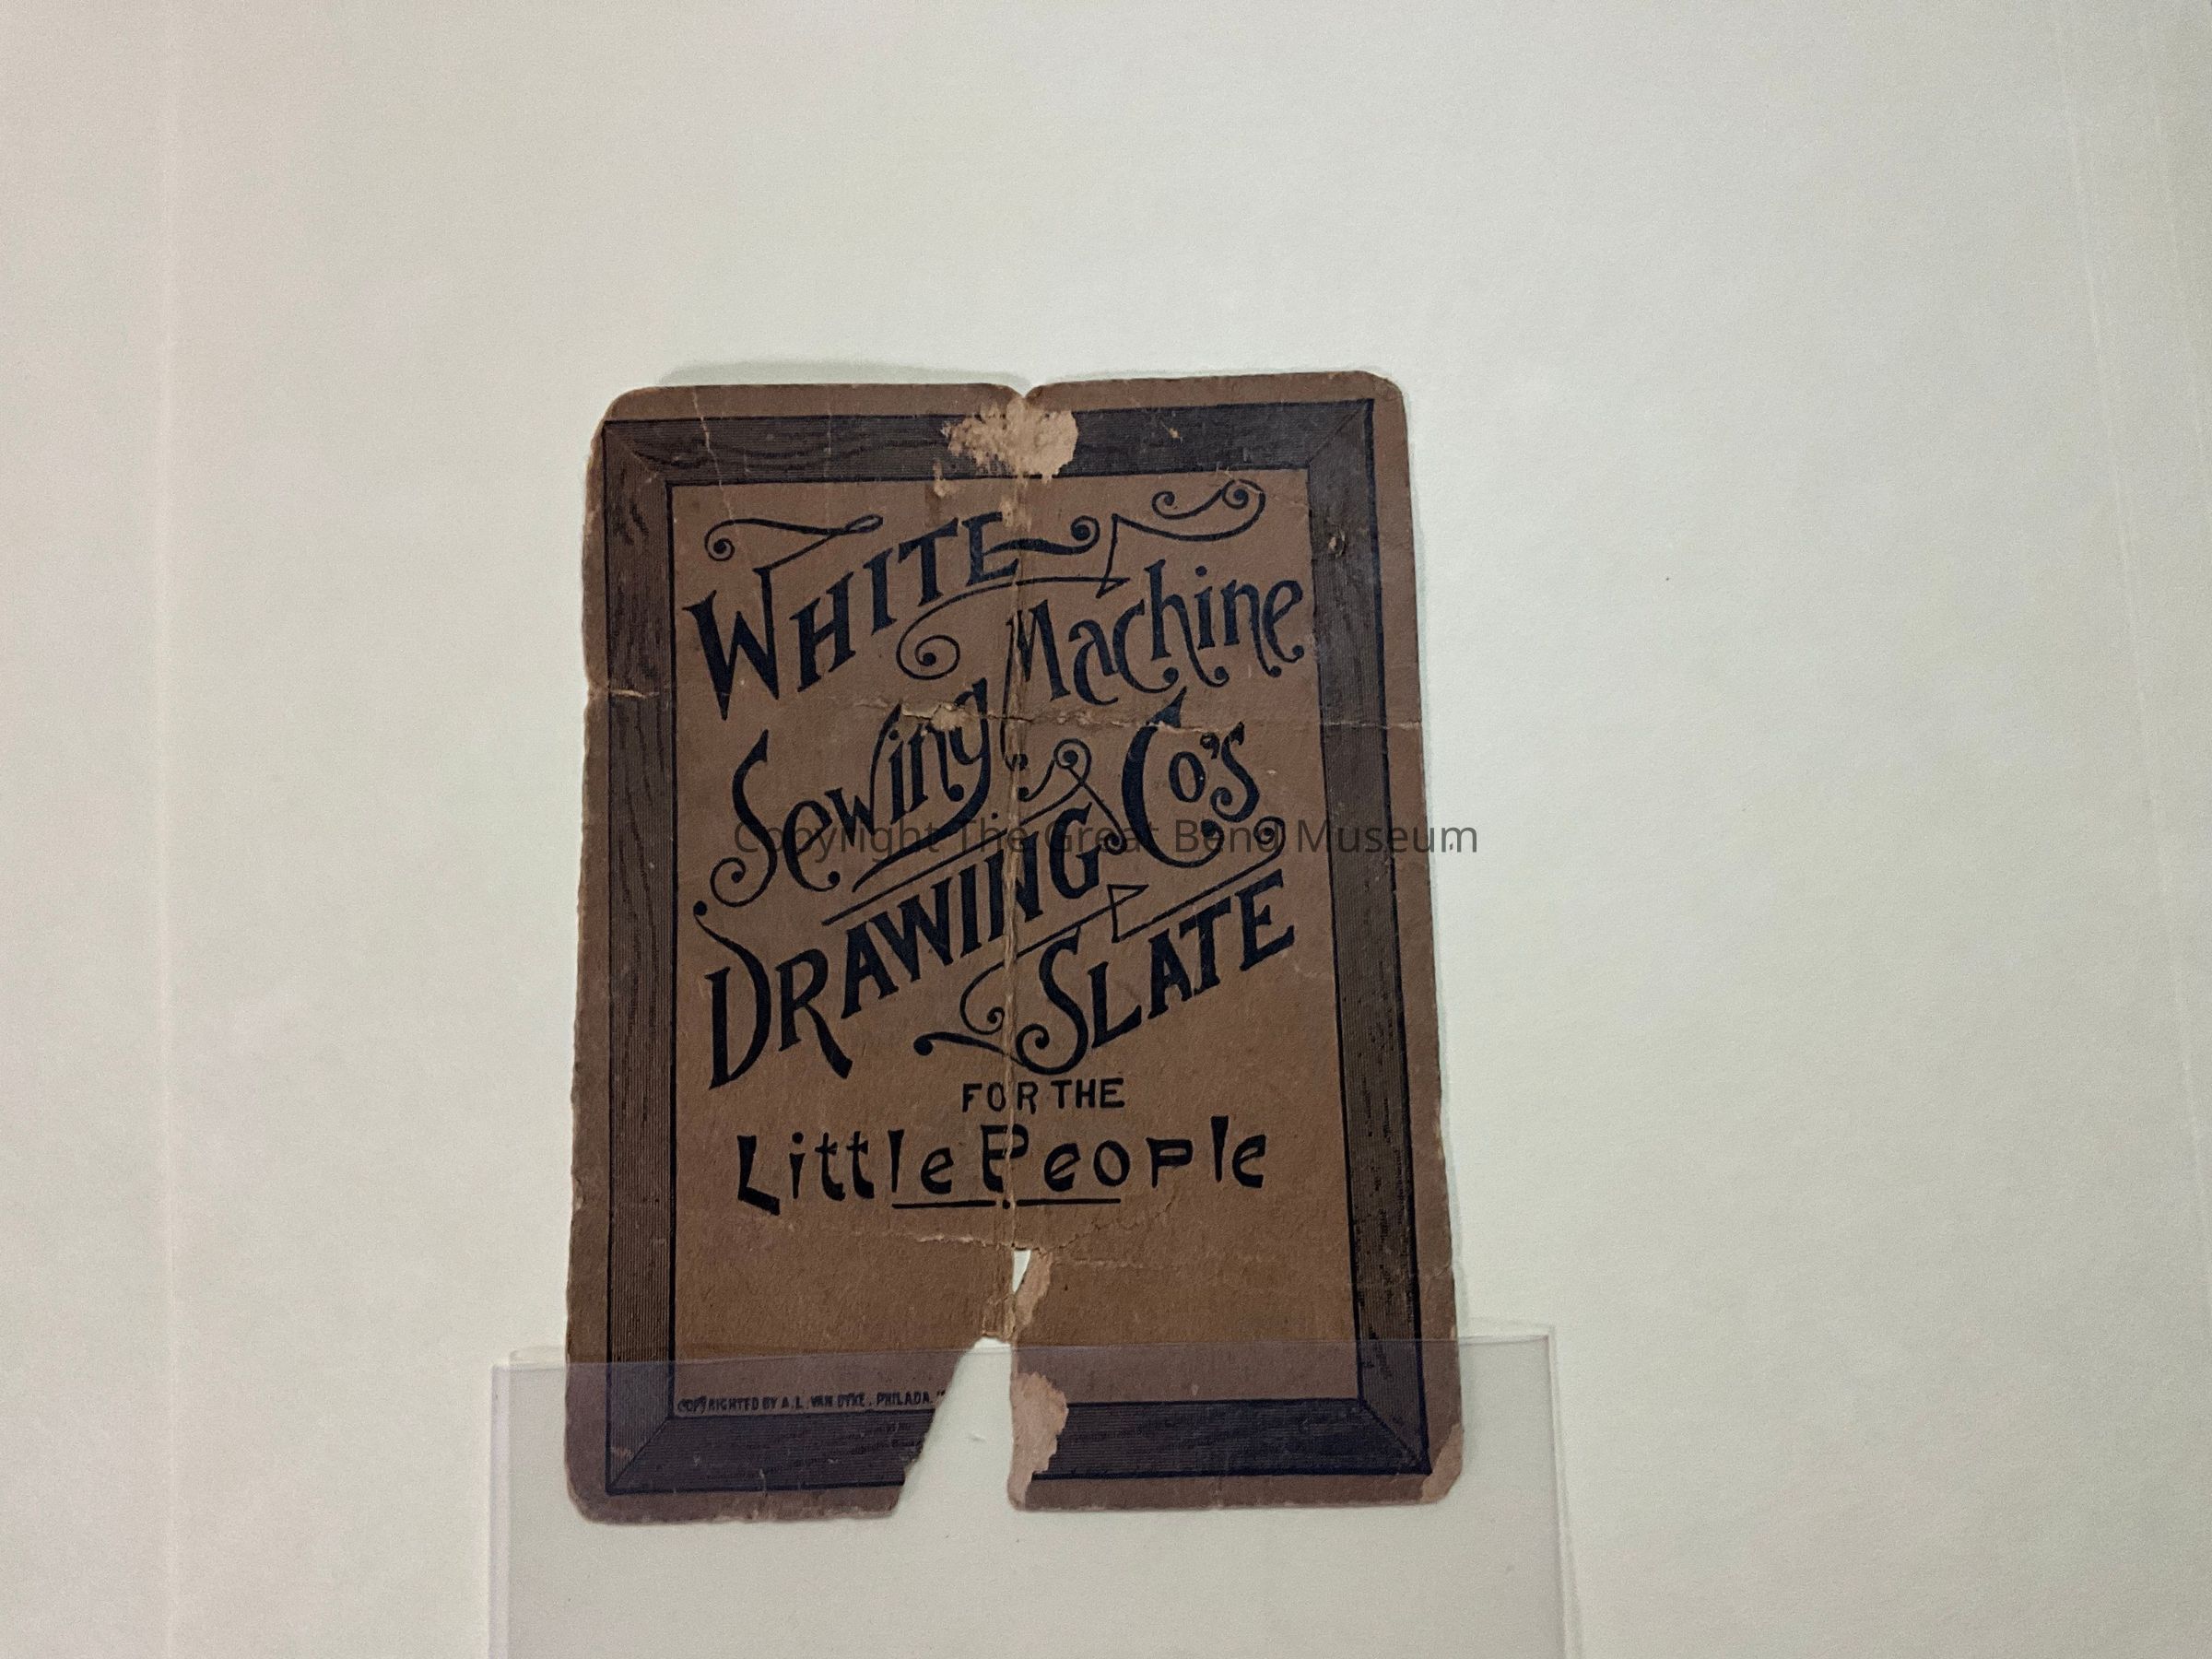 WHITE
Sewing Machine
Co's
DRAWING
SLATE
FOR THE
Little People
COPYRIGHTED BY A. L. VAN DYKE, PHILADA.
Copyright The Great Bend Museum